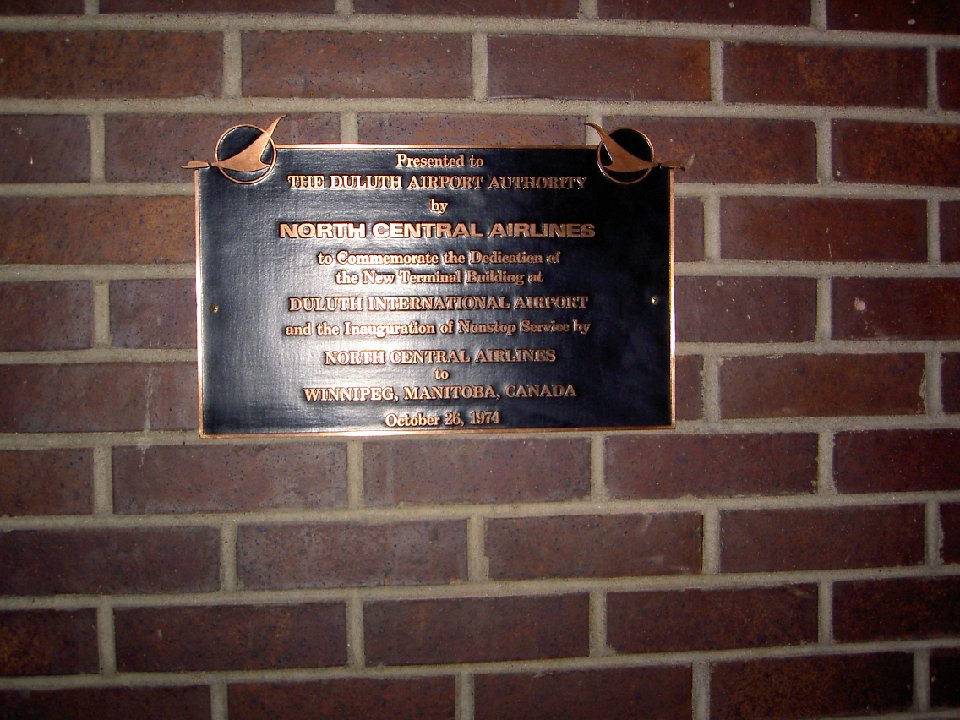 Presented to
THE DULUTH AIRPORT AUTHORITY
by
NORTH CENTRAL AIRLINES
to Commemorate the Dedication of
the New Terminal Building at
DULUTH INTERNATIONAL AIRPORT
and the Inauguration of Nonstop Service by
NORTH CENTRAL AIRLINES
to
WINNIPEG, MANITOBA, CANADA
October 26, 1974